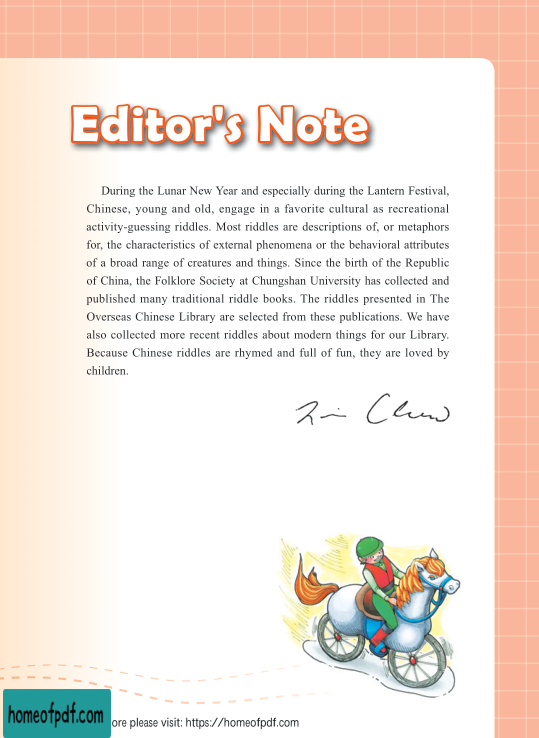 Editor's Note
During the Lunar New Year and especially during the Lantern Festival,
Chinese, young and old, engage in a favorite cultural as recreational
activity-guessing riddles. Most riddles are descriptions of, or metaphors
for, the characteristics of external phenomena or the behavioral attributes
of a broad range of creatures and things. Since the birth of the Republic
of China, the Folklore Society at Chungshan University has collected and
published many traditional riddle books. The riddles presented in The
Overseas Chinese Library are selected from these publications. We have
also collected more recent riddles about modern things for our Library.
Because Chinese riddles are rhymed and full of fun, they are loved by
children.
homeofpdf.com
ore please visit: https://homeofpdf.com